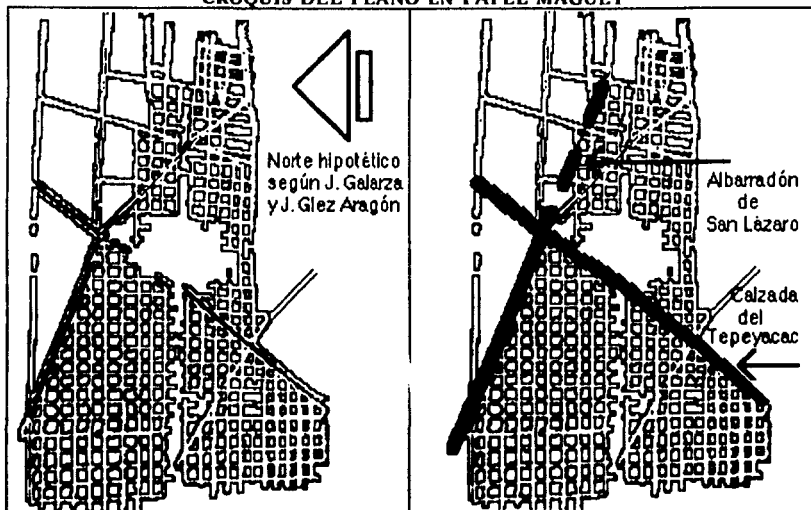 CROQUIS DEL PLANO EN PAPEL MAGUEY
Norte hipotético
según J. Galarza
y J. Glez Aragón
Albarradón
de
San Lázaro
Calzada
del
Tepeyacac